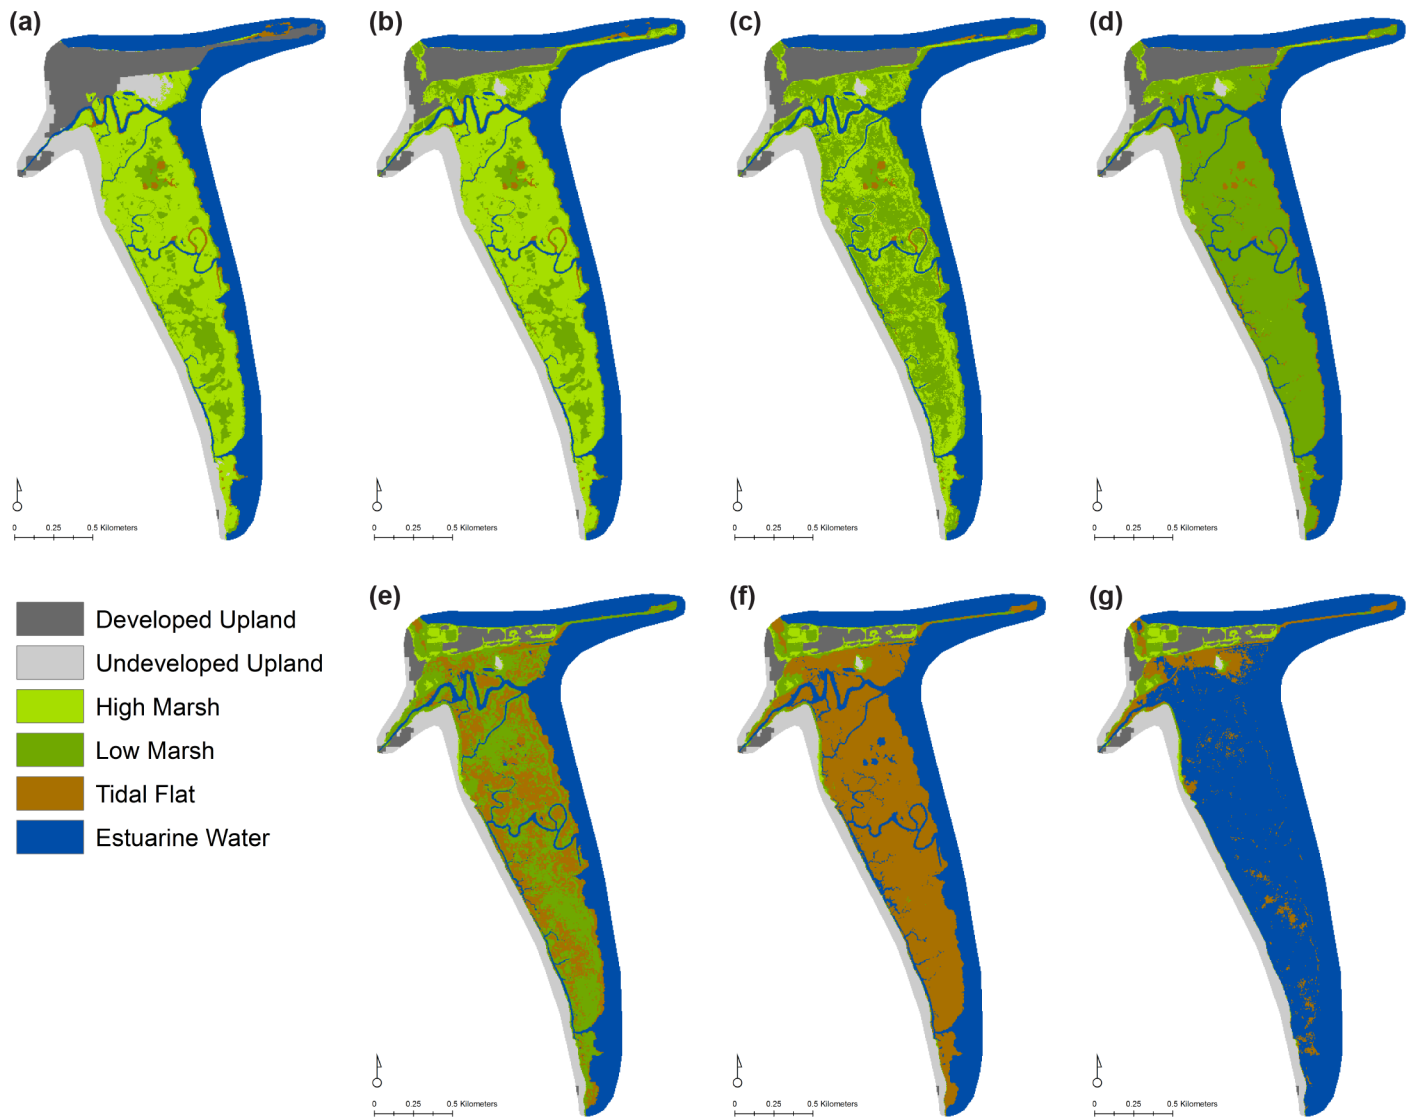 (a)
(b)
(c)
(d)
0 0.25 0.5 Kilometers
0 0.25 0.5 Kilometers
0 0.25 0.5 Kilometers
0 0.25 0.5 Kilometers
Developed Upland
Undeveloped Upland
High Marsh
Low Marsh
Tidal Flat
Estuarine Water
(e)
(f)
(g)
0 0.25 0.5 Kilometers
0 0.25 0.5 Kilometers
0 0.25 0.5 Kilometers